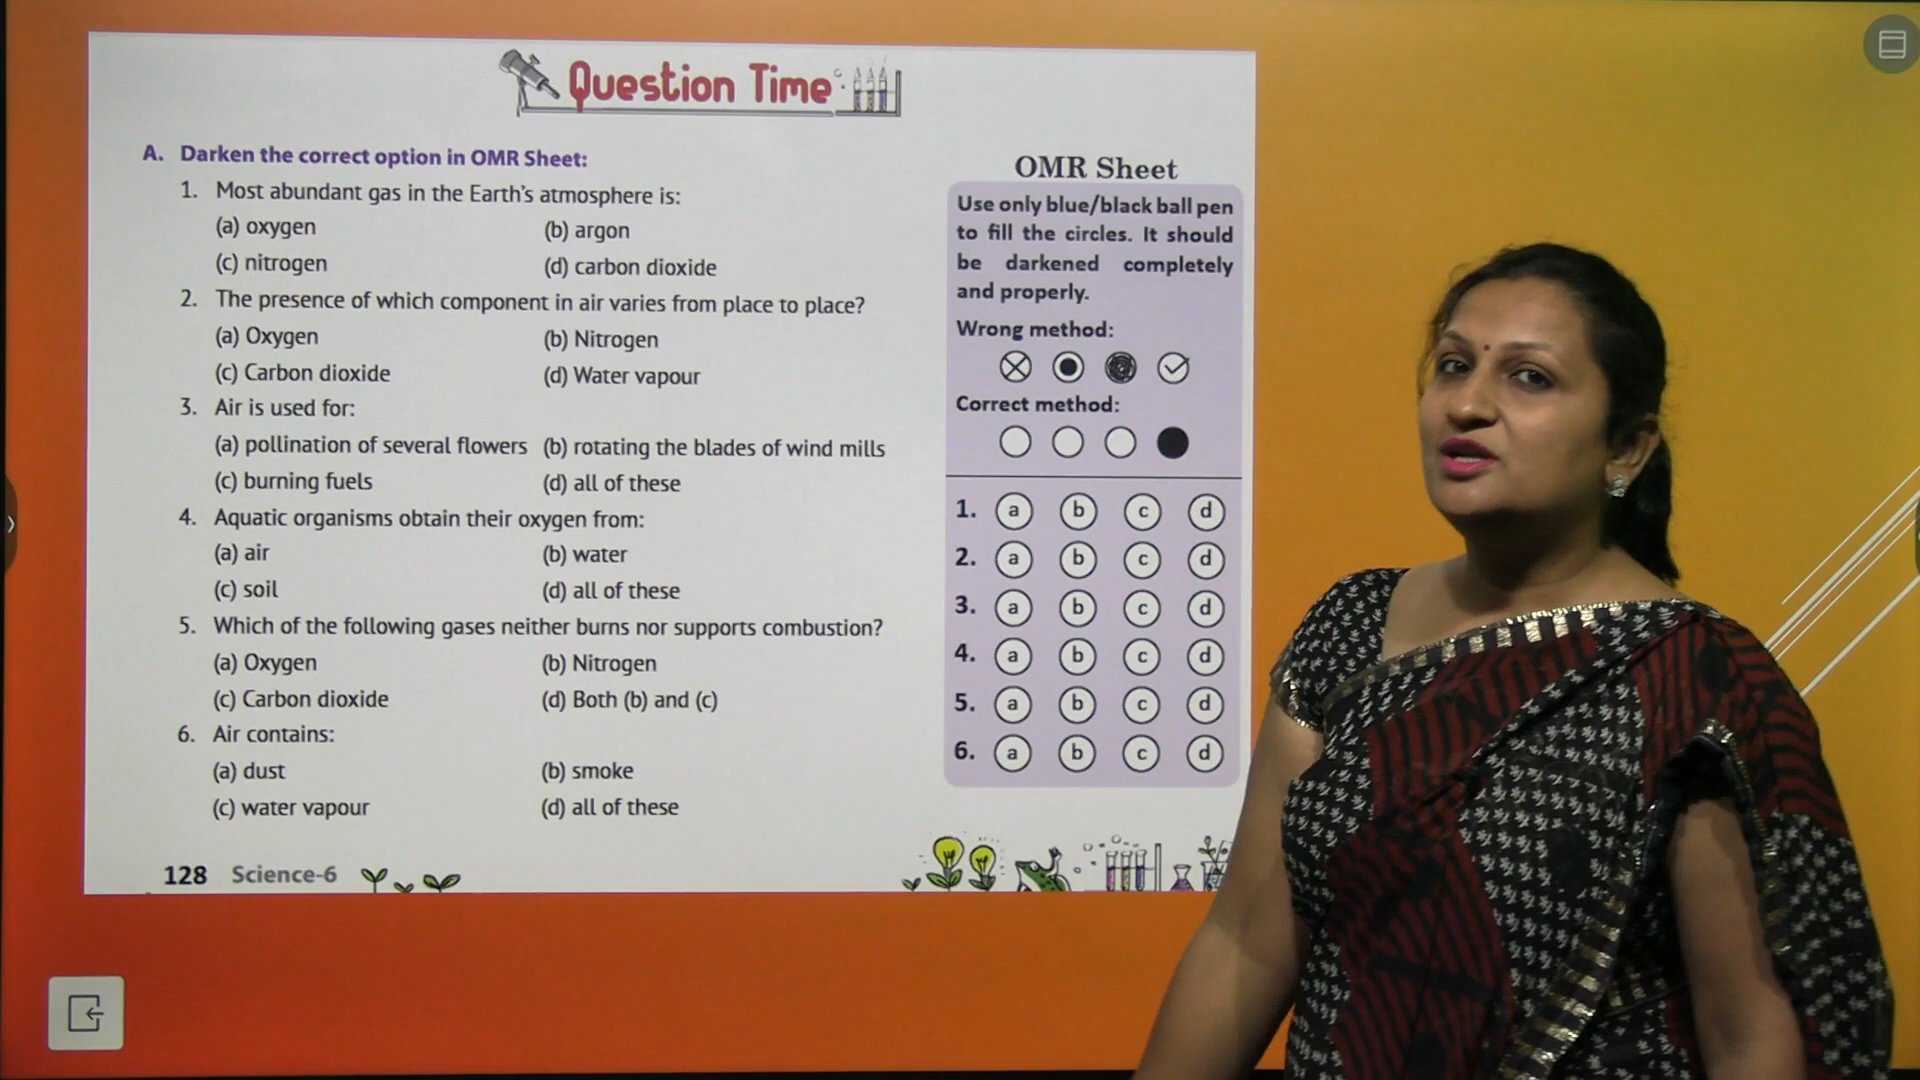 Question Time
A. Darken the correct option in OMR Sheet:
1. Most abundant gas in the Earth's atmosphere is:
(a) oxygen (b) argon
(c) nitrogen (d) carbon dioxide
2. The presence of which component in air varies from place to place?
(a) Oxygen (b) Nitrogen
(c) Carbon dioxide (d) Water vapour
3. Air is used for:
(a) pollination of several flowers (b) rotating the blades of wind mills
(c) burning fuels (d) all of these
4. Aquatic organisms obtain their oxygen from:
(a) air (b) water
(c) soil (d) all of these
5. Which of the following gases neither burns nor supports combustion?
(a) Oxygen (b) Nitrogen
(c) Carbon dioxide (d) Both (b) and (c)
6. Air contains:
(a) dust (b) smoke
(c) water vapour (d) all of these
128 Science-6
OMR Sheet
Use only blue/black ball pen
to fill the circles. It should
be darkened completely
and properly.
Wrong method:
Correct method:
1. a b c d
2. a b c d
3. a b c d
4. a b c d
5. a b c d
6. a b c d